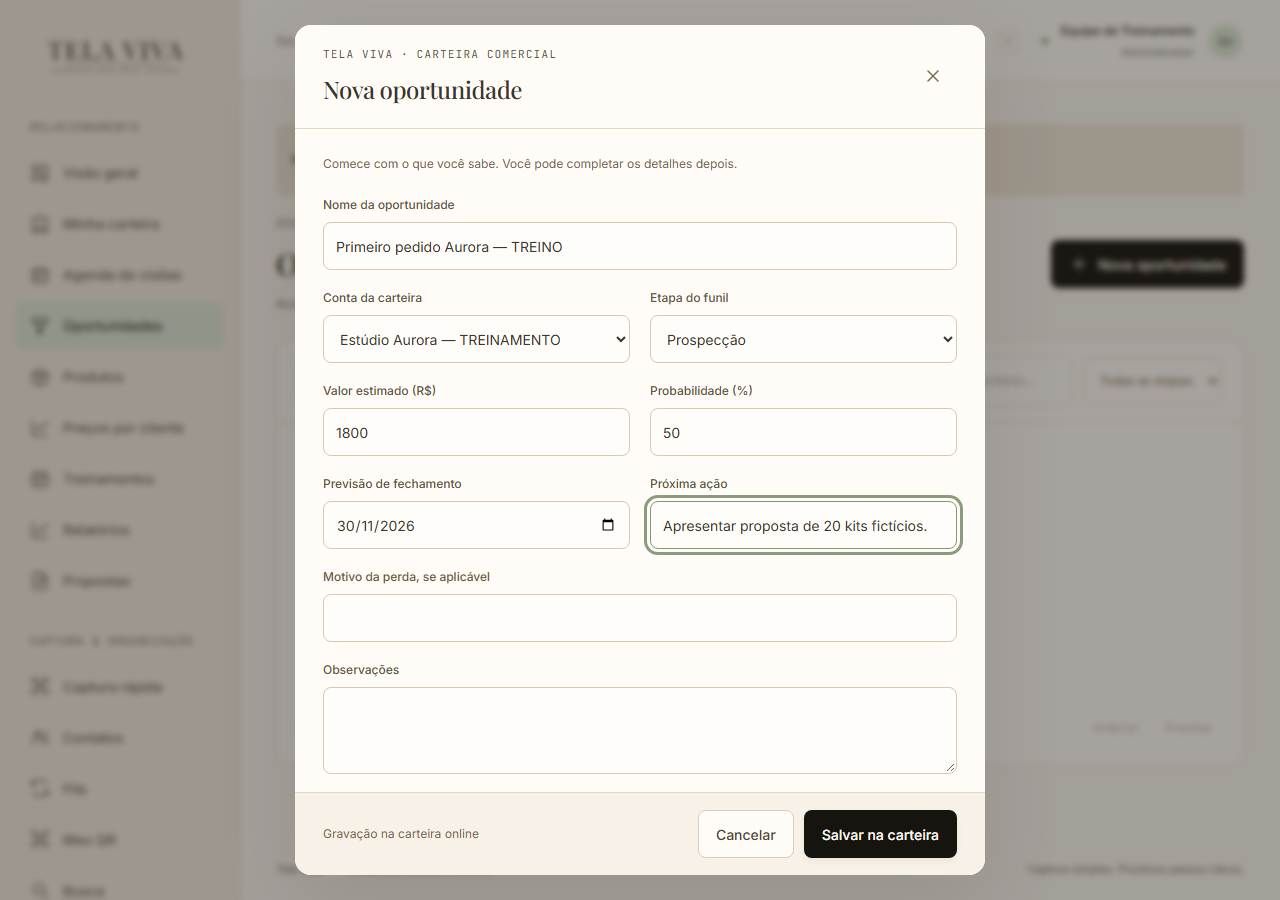 TELA VIVA
TELA VIVA · CARTEIRA COMERCIAL
Nova oportunidade
Comece com o que você sabe. Você pode completar os detalhes depois.
Nome da oportunidade
Primeiro pedido Aurora — TREINO
Conta da carteira
Etapa do funil
Estúdio Aurora — TREINAMENTO
Prospecção
Valor estimado (R$)
Probabilidade (%)
1800
50
Previsão de fechamento
Próxima ação
30/11/2026
Apresentar proposta de 20 kits fictícios.
Motivo da perda, se aplicável
Observações
Gravação na carteira online
Cancelar
Salvar na carteira
Equipe de Treinamento
Administrador
RELACIONAMENTO
Visão geral
Minha carteira
Agenda de visitas
Oportunidades
Produtos
Preços por cliente
Treinamentos
Relatórios
Propostas
CAPTURA & ORGANIZAÇÃO
Captura rápida
Contatos
Fila
Meu QR
Busca
Nova oportunidade
Todas as etapas
Anterior
Próxima